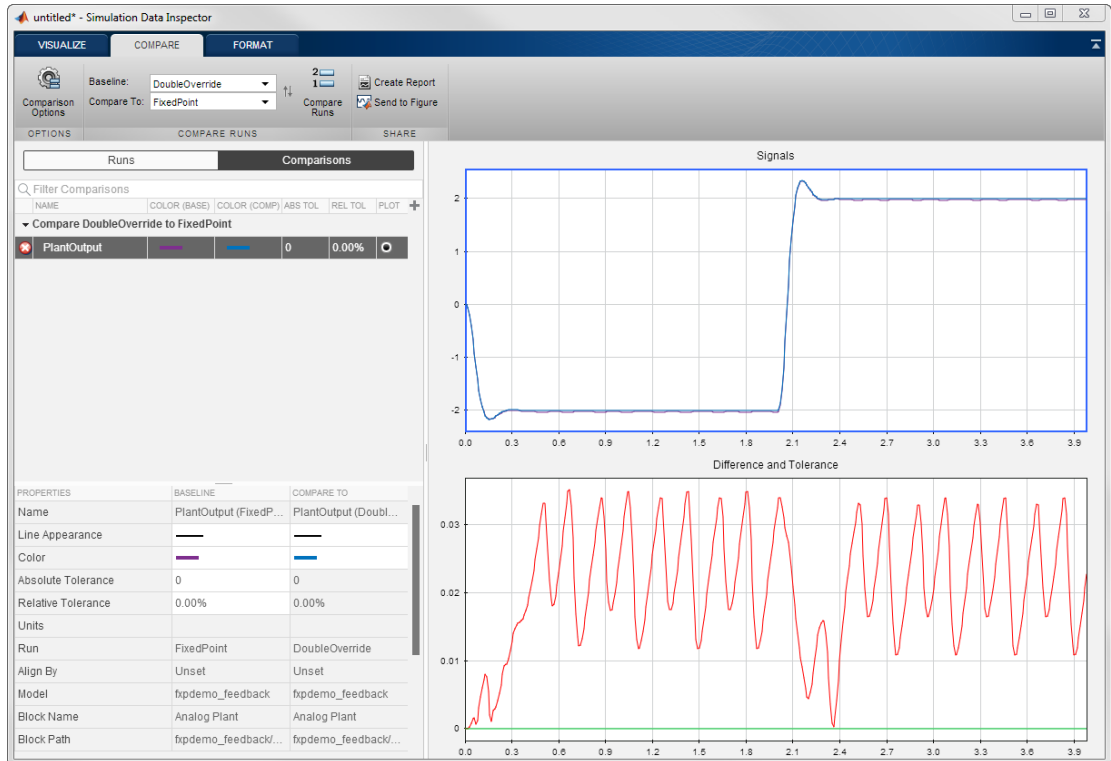 untitled* - Simulation Data Inspector
VISUALIZE COMPARE FORMAT
Comparison Options
Baseline: DoubleOverride
Compare To: FixedPoint
2
1
Compare Runs
Create Report
Send to Figure
OPTIONS COMPARE RUNS SHARE
Runs Comparisons
Filter Comparisons
NAME COLOR (BASE) COLOR (COMP) ABS TOL REL TOL PLOT
Compare DoubleOverride to FixedPoint
PlantOutput 0 0.00%
PROPERTIES BASELINE COMPARE TO
Name PlantOutput (FixedP... PlantOutput (Doubl...
Line Appearance
Color
Absolute Tolerance 0 0
Relative Tolerance 0.00% 0.00%
Units
Run FixedPoint DoubleOverride
Align By Unset Unset
Model fxpdemo_feedback fxpdemo_feedback
Block Name Analog Plant Analog Plant
Block Path fxpdemo_feedback/... fxpdemo_feedback/...
Signals
2
1
0
-1
-2
0.0 0.3 0.6 0.9 1.2 1.5 1.8 2.1 2.4 2.7 3.0 3.3 3.6 3.9
Difference and Tolerance
0.03
0.02
0.01
0
0.0 0.3 0.6 0.9 1.2 1.5 1.8 2.1 2.4 2.7 3.0 3.3 3.6 3.9